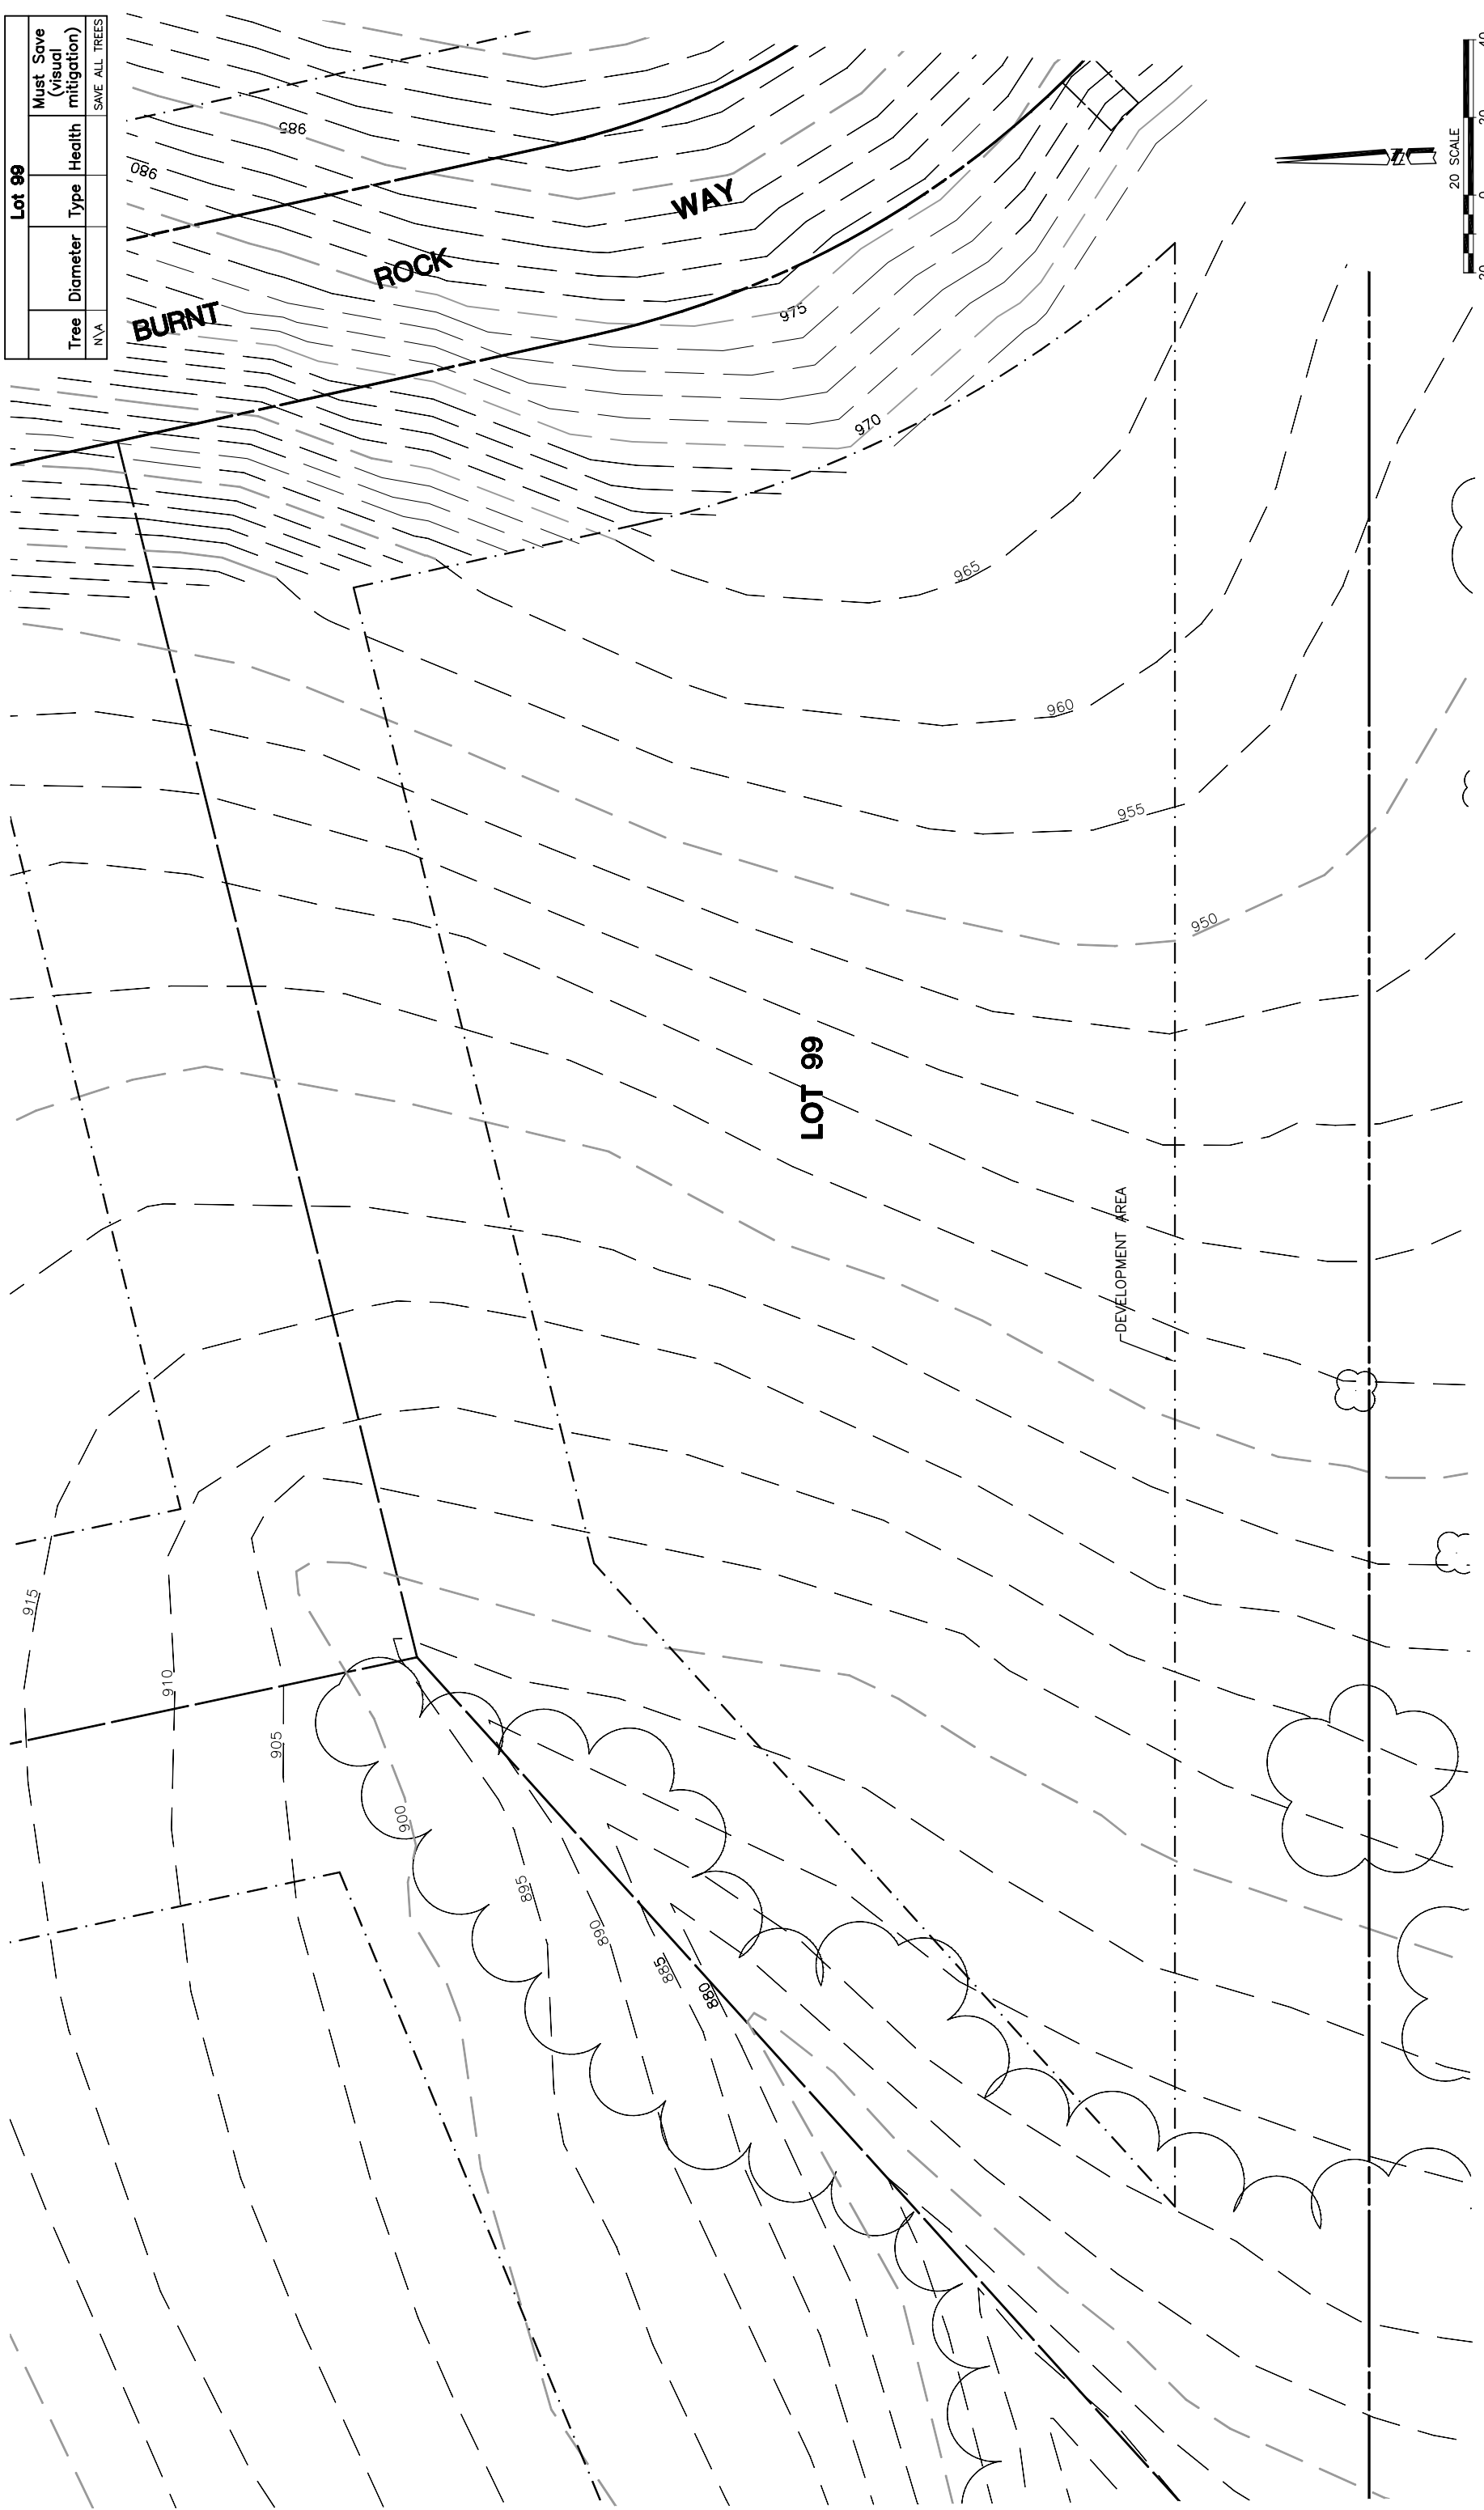 Lot 99
Tree Diameter Type Health Must Save
(visual
mitigation)
N\A SAVE ALL TREES
985
980
BURNT ROCK WAY
975
970
965
960
955
950
20 SCALE
LOT 99
DEVELOPMENT AREA
915
910
905
900
895
890
885
880